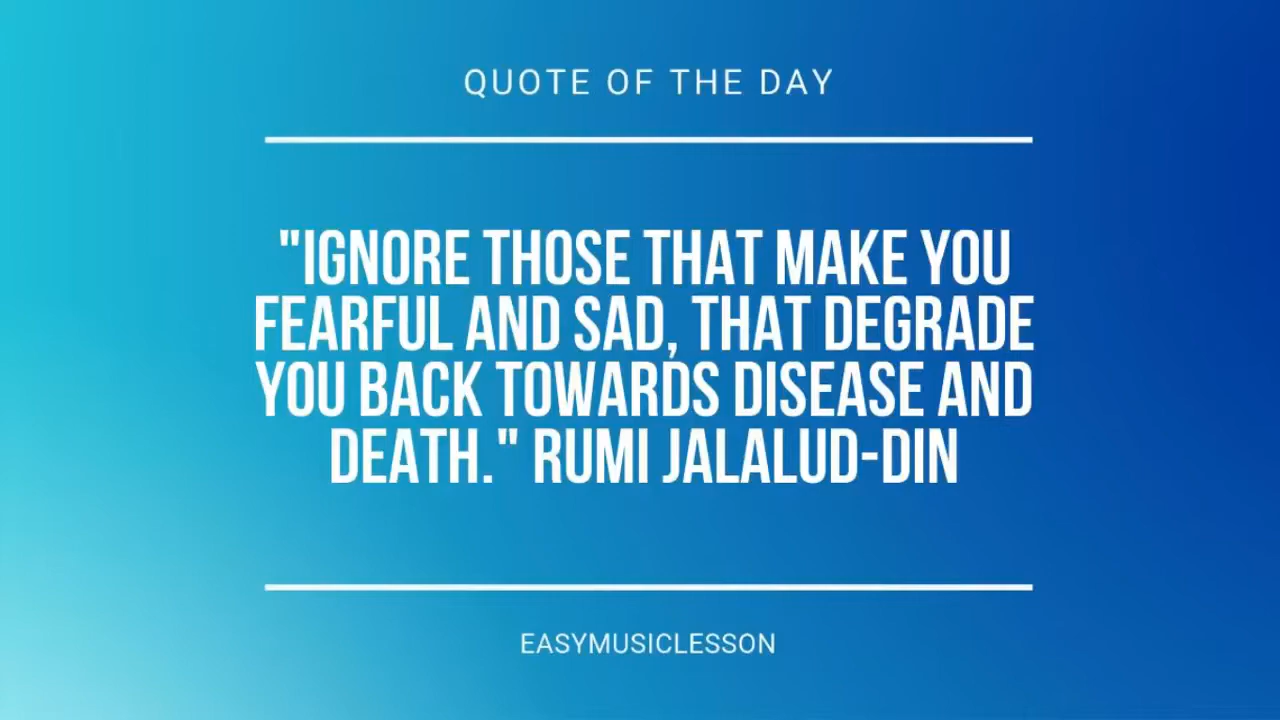 QUOTE OF THE DAY
"IGNORE THOSE THAT MAKE YOU
FEARFUL AND SAD, THAT DEGRADE
YOU BACK TOWARDS DISEASE AND
DEATH." RUMI JALALUD-DIN
EASYMUSICLESSON